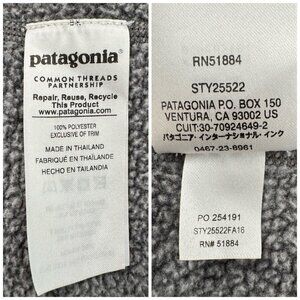 patagonia®
COMMON THREADS
PARTNERSHIP
Repair, Reuse, Recycle
This Product
www.patagonia.com
100% POLYESTER
EXCLUSIVE OF TRIM
MADE IN THAILAND
FABRIQUÉ EN THAÏLANDE
HECHO EN TAILANDIA
RN51884
STY25522
PATAGONIA P.O. BOX 150
VENTURA, CA 93002 US
CUIT:30-70924649-2
パタゴニア・インターナショナル・インク
0467-23-8961
PO 254191
STY25522FA16
RN# 51884